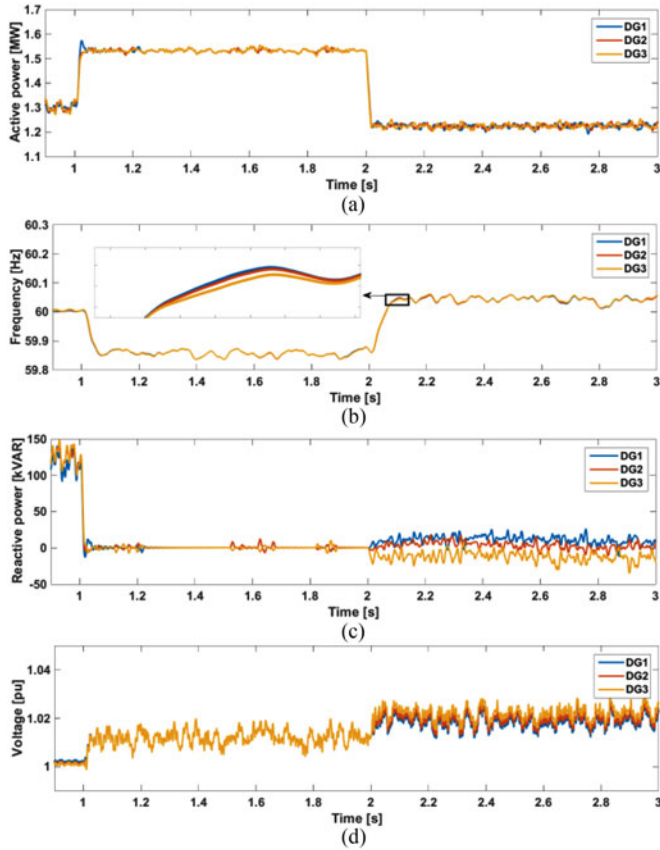 1.7
1.6
1.5
1.4
1.3
1.2
1.1
Active power [MW]
DG1
DG2
DG3
1 1.2 1.4 1.6 1.8 2 2.2 2.4 2.6 2.8 3
Time [s]
(a)
60.3
60.2
60.1
60
59.9
59.8
Frequency [Hz]
DG1
DG2
DG3
1 1.2 1.4 1.6 1.8 2 2.2 2.4 2.6 2.8 3
Time [s]
(b)
150
100
50
0
-50
Reactive power [kVAR]
DG1
DG2
DG3
1 1.2 1.4 1.6 1.8 2 2.2 2.4 2.6 2.8 3
Time [s]
(c)
1.04
1.02
1
Voltage [pu]
DG1
DG2
DG3
1 1.2 1.4 1.6 1.8 2 2.2 2.4 2.6 2.8 3
Time [s]
(d)